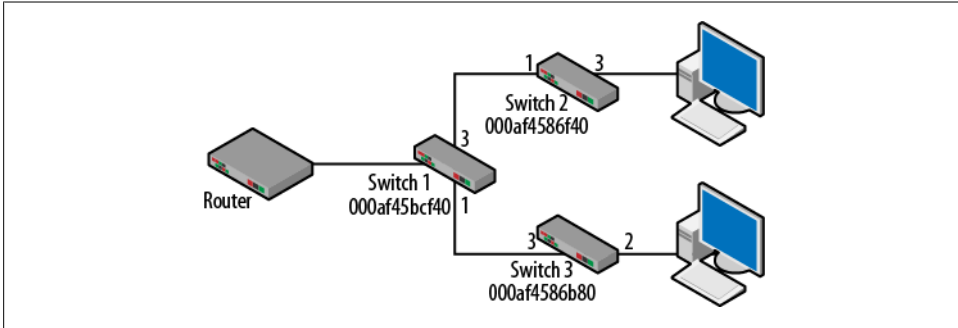 1
3
Switch 2
000af4586f40
3
Router
Switch 1
000af45bcf40
1
3
2
Switch 3
000af4586b80